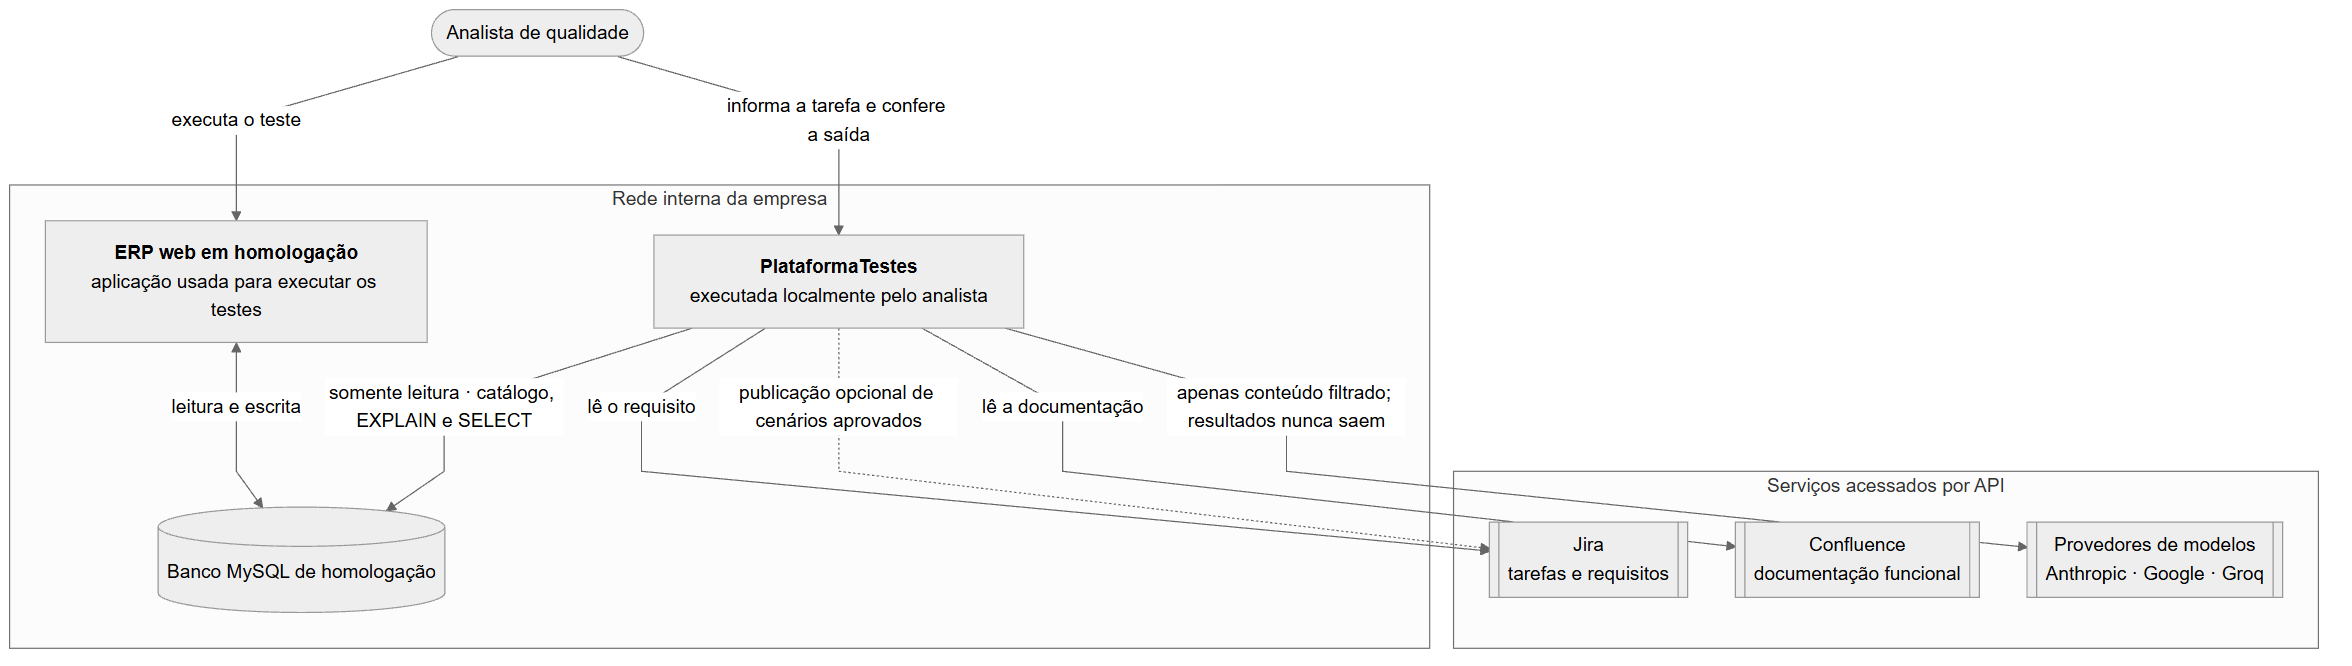 Analista de qualidade
executa o teste
informa a tarefa e confere
a saída
Rede interna da empresa
ERP web em homologação
aplicação usada para executar os
testes
PlataformaTestes
executada localmente pelo analista
leitura e escrita
somente leitura · catálogo,
EXPLAIN e SELECT
lê o requisito
publicação opcional de
cenários aprovados
lê a documentação
apenas conteúdo filtrado;
resultados nunca saem
Banco MySQL de homologação
Serviços acessados por API
Jira
tarefas e requisitos
Confluence
documentação funcional
Provedores de modelos
Anthropic · Google · Groq